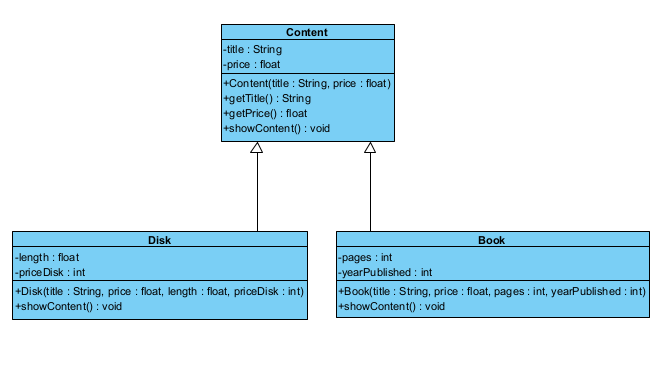 Content
-title : String
-price : float
+Content(title : String, price : float)
+getTitle() : String
+getPrice() : float
+showContent() : void
Disk
-length : float
-priceDisk : int
+Disk(title : String, price : float, length : float, priceDisk : int)
+showContent() : void
Book
-pages : int
-yearPublished : int
+Book(title : String, price : float, pages : int, yearPublished : int)
+showContent() : void